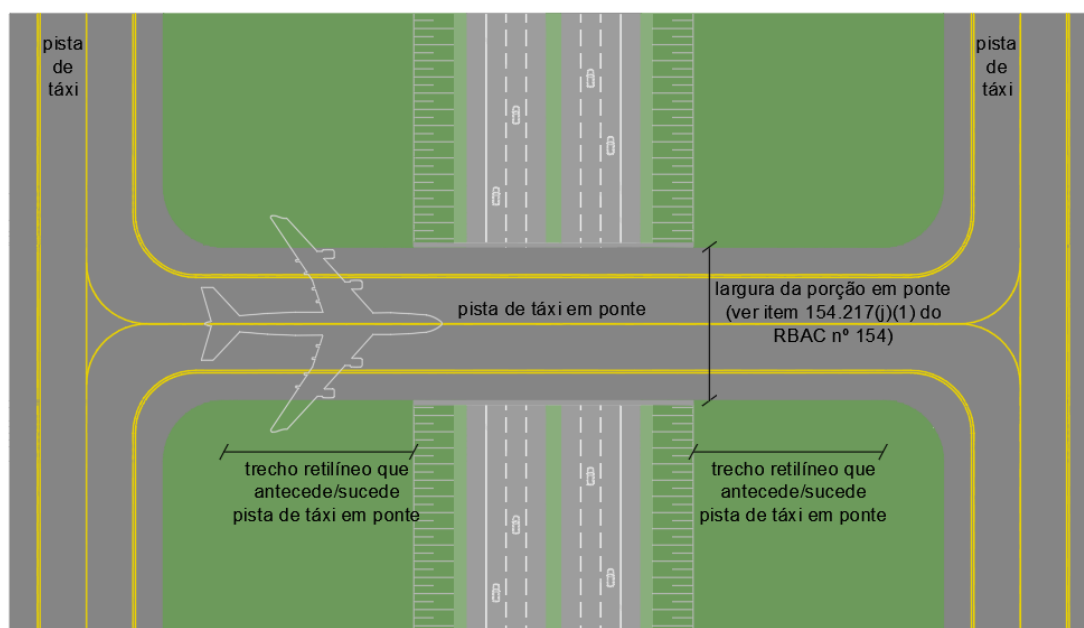 pista
de
táxi
pista
de
táxi
pista de táxi em ponte
largura da porção em ponte
(ver item 154.217(j)(1) do
RBAC nº 154)
trecho retilíneo que
antecede/sucede
pista de táxi em ponte
trecho retilíneo que
antecede/sucede
pista de táxi em ponte